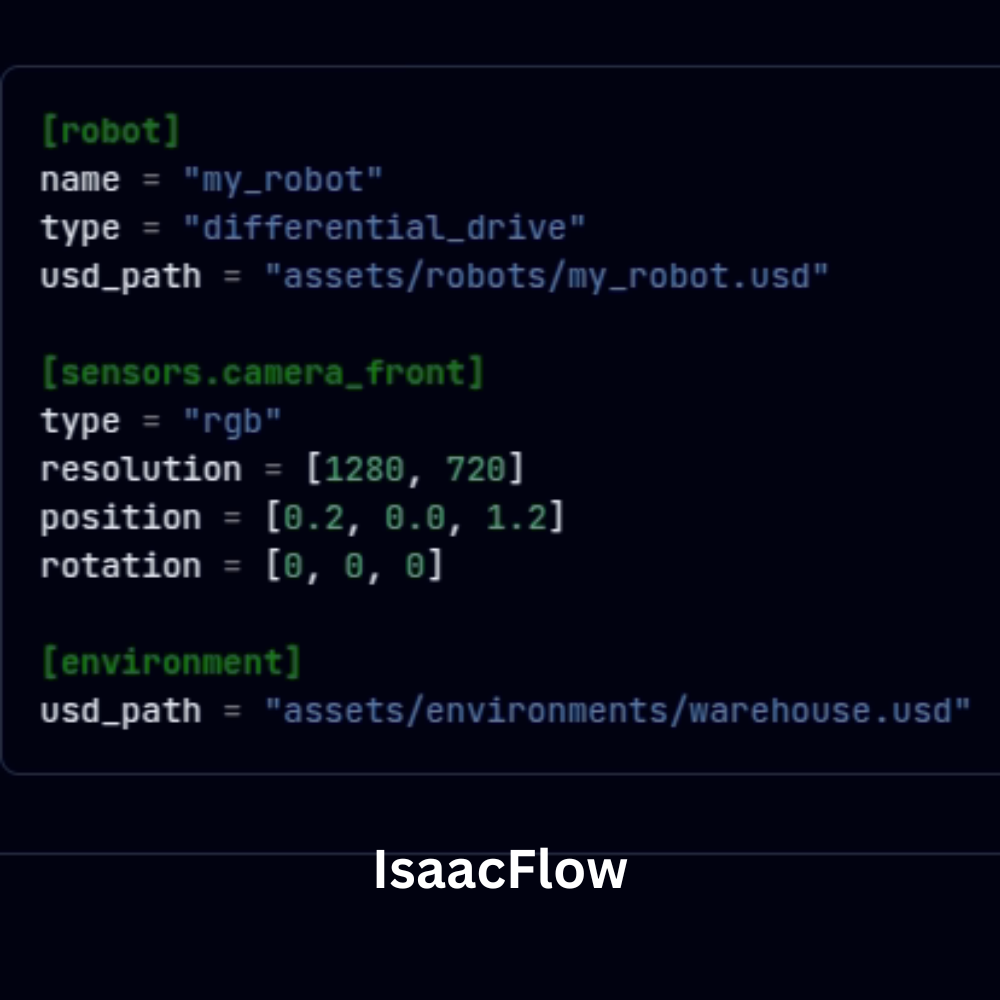 [robot]
name = "my_robot"
type = "differential_drive"
usd_path = "assets/robots/my_robot.usd"
[sensors.camera_front]
type = "rgb"
resolution = [1280, 720]
position = [0.2, 0.0, 1.2]
rotation = [0, 0, 0]
[environment]
usd_path = "assets/environments/warehouse.usd"
IsaacFlow